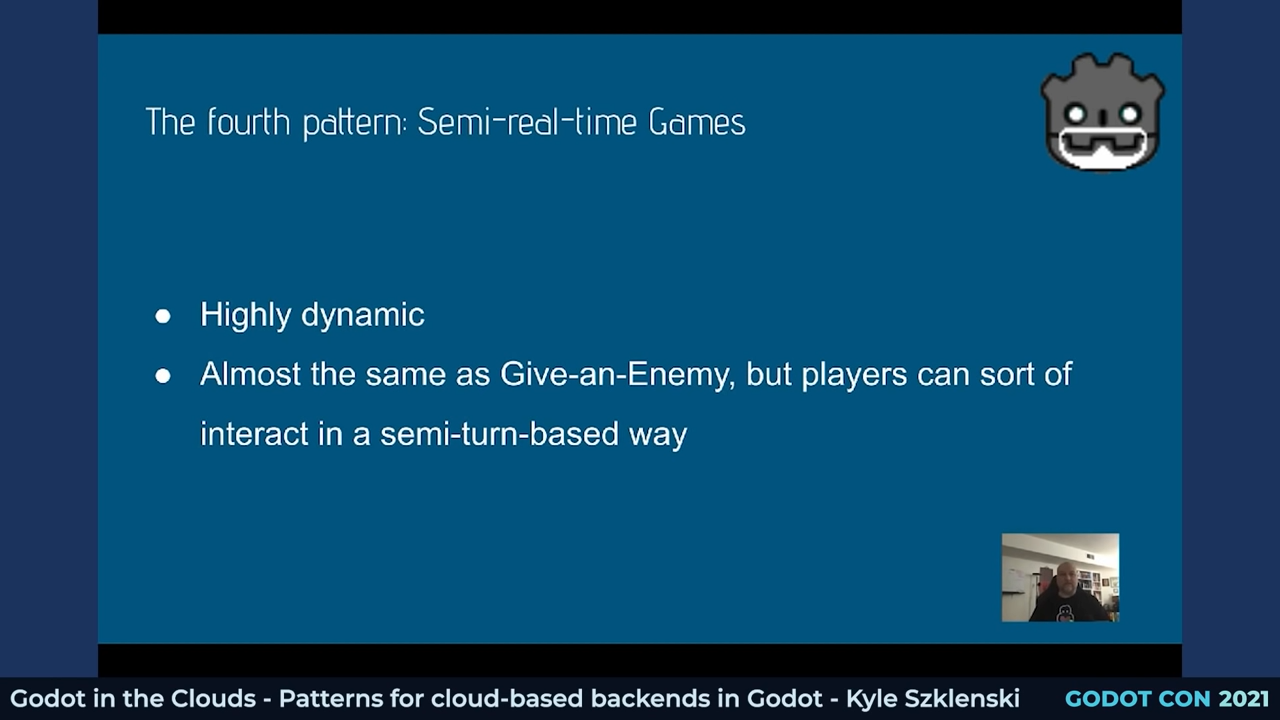 The fourth pattern: Semi-real-time Games
● Highly dynamic
● Almost the same as Give-an-Enemy, but players can sort of
interact in a semi-turn-based way
Godot in the Clouds - Patterns for cloud-based backends in Godot - Kyle Szklenski
GODOT CON 2021